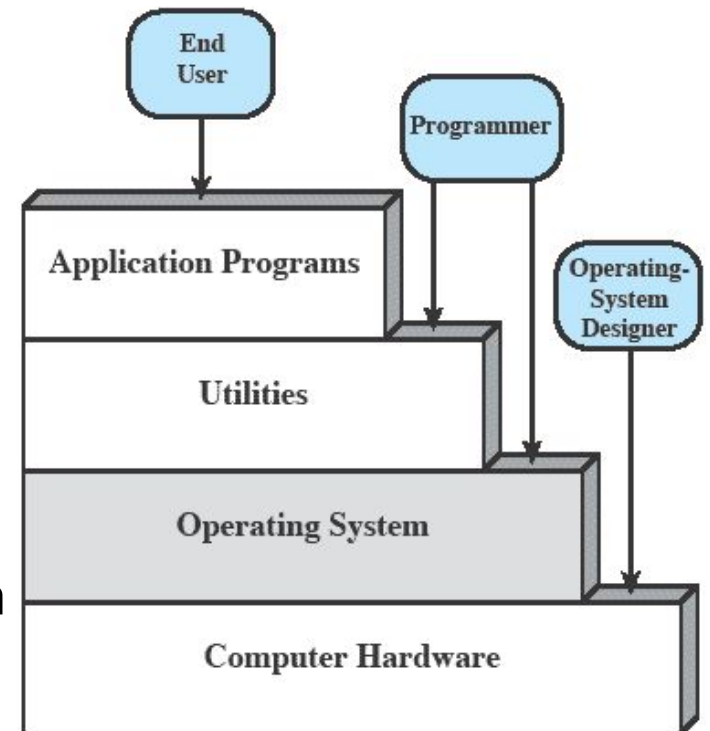 End
User
Programmer
Operating-
System
Designer
Application Programs
Utilities
Operating System
Computer Hardware